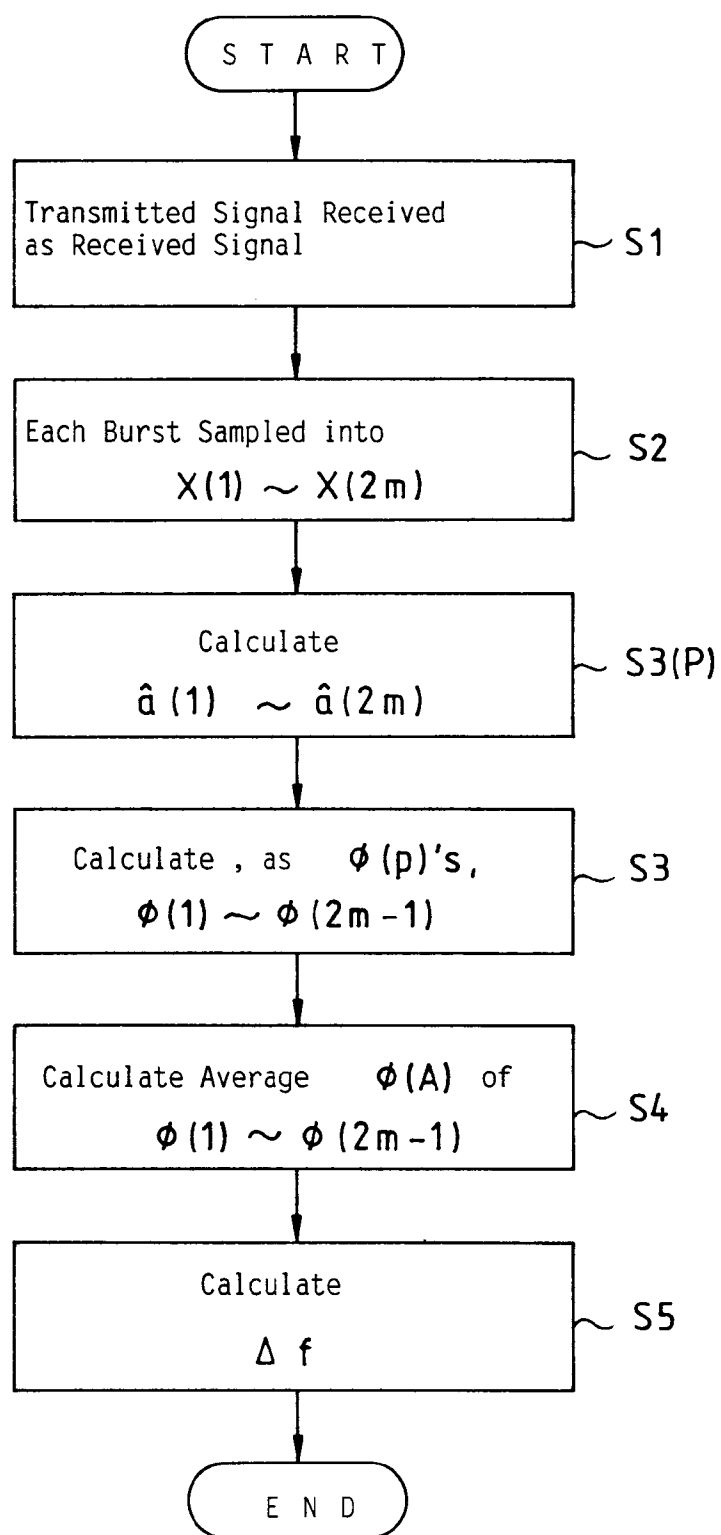 START
Transmitted Signal Received
as Received Signal
S1
Each Burst Sampled into
X(1) ~ X(2m)
S2
Calculate
â(1) ~ â(2m)
S3(P)
Calculate , as ϕ(p)'s,
ϕ(1) ~ ϕ(2m-1)
S3
Calculate Average ϕ(A) of
ϕ(1) ~ ϕ(2m-1)
S4
Calculate
Δ f
S5
END